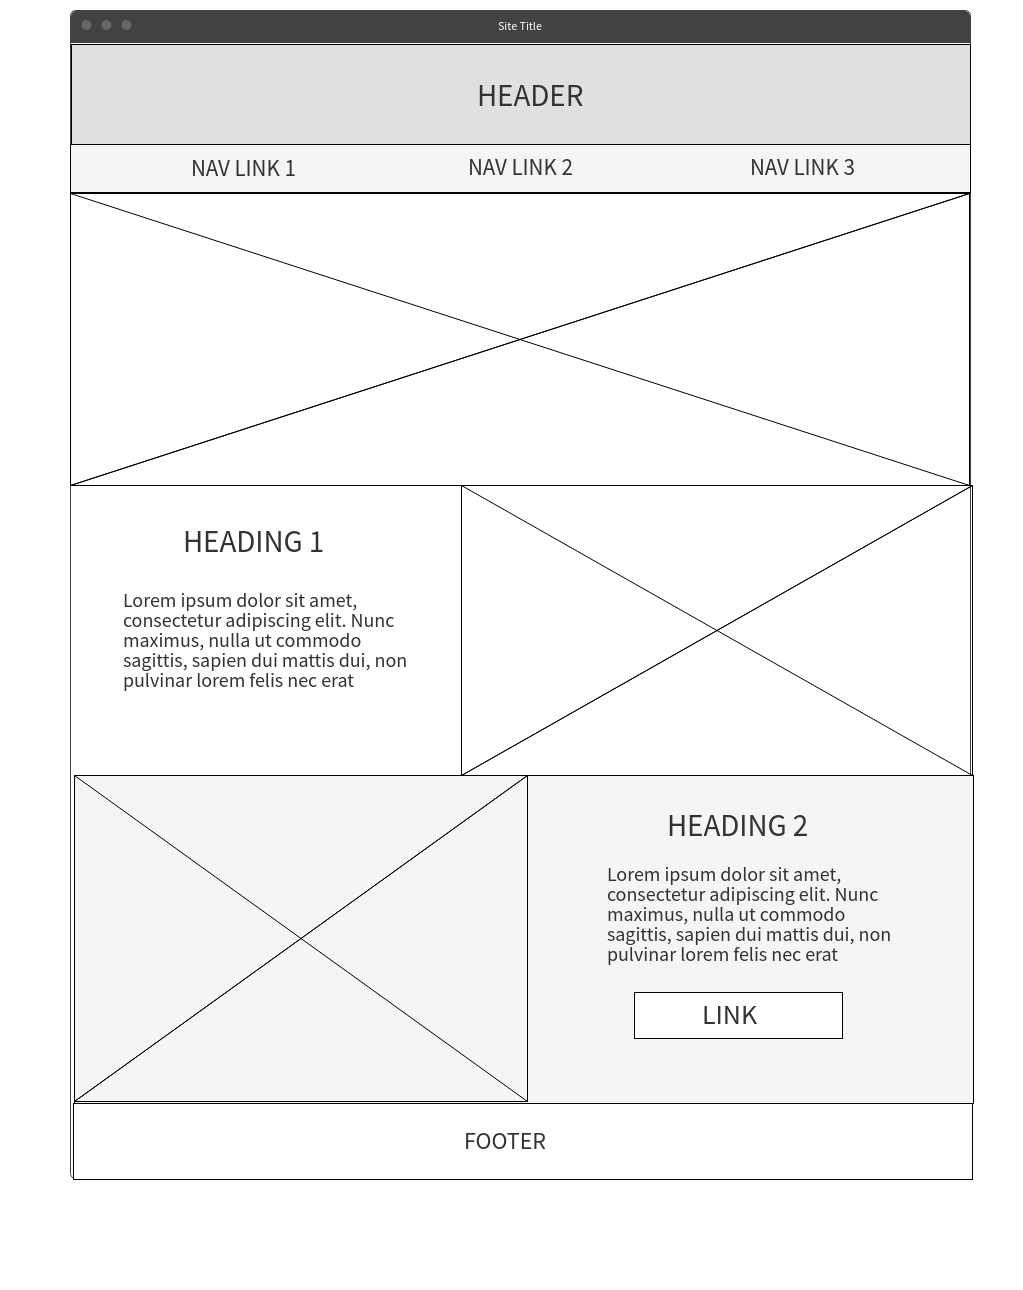 Site Title
HEADER
NAV LINK 1
NAV LINK 2
NAV LINK 3
HEADING 1
Lorem ipsum dolor sit amet,
consectetur adipiscing elit. Nunc
maximus, nulla ut commodo
sagittis, sapien dui mattis dui, non
pulvinar lorem felis nec erat
HEADING 2
Lorem ipsum dolor sit amet,
consectetur adipiscing elit. Nunc
maximus, nulla ut commodo
sagittis, sapien dui mattis dui, non
pulvinar lorem felis nec erat
LINK
FOOTER